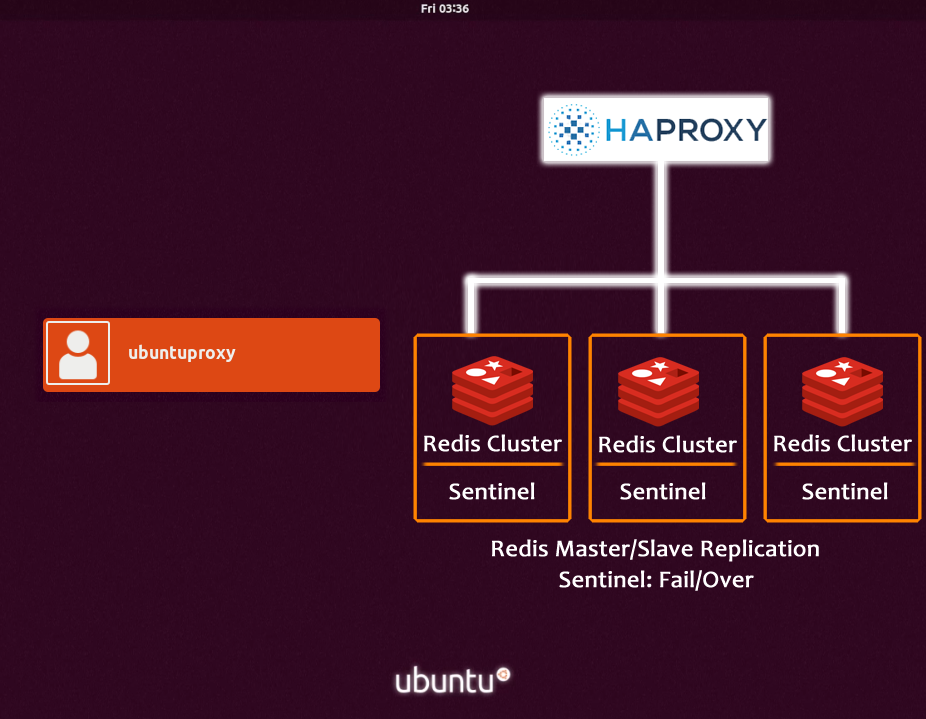 Fri 03:36
HAPROXY
ubuntuproxy
Redis Cluster
Sentinel
Redis Cluster
Sentinel
Redis Cluster
Sentinel
Redis Master/Slave Replication
Sentinel: Fail/Over
ubuntu